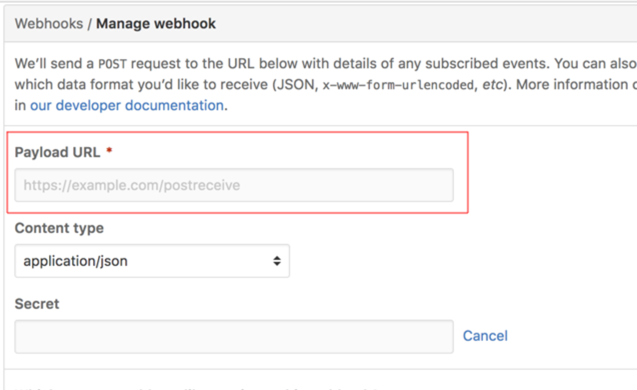 Webhooks / Manage webhook
We'll send a POST request to the URL below with details of any subscribed events. You can also
which data format you'd like to receive (JSON, x-www-form-urlencoded, etc). More information
in our developer documentation.
Payload URL *
https://example.com/postreceive
Content type
application/json
Secret
Cancel